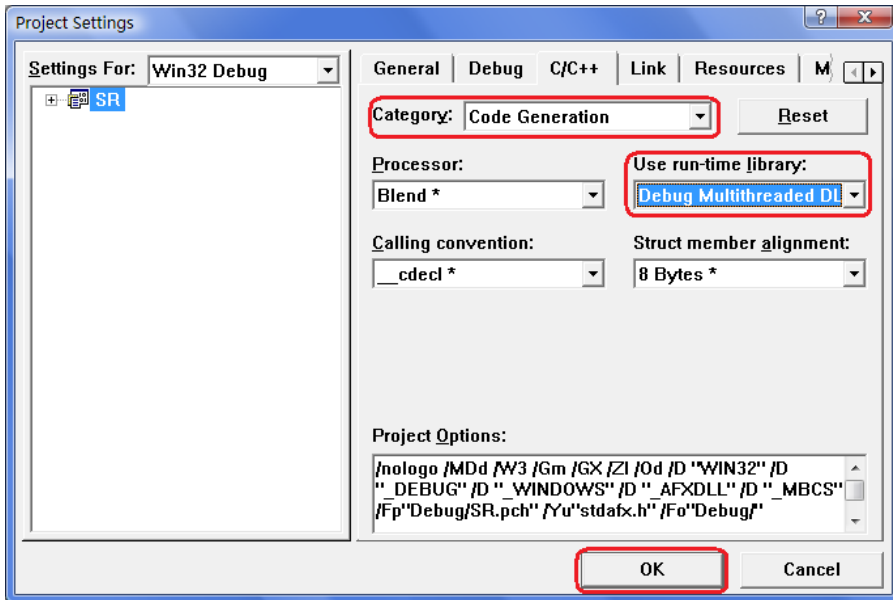 Project Settings
Settings For: Win32 Debug
SR
General Debug C/C++ Link Resources
Category: Code Generation Reset
Processor: Use run-time library:
Blend * Debug Multithreaded DL
Calling convention: Struct member alignment:
__cdecl * 8 Bytes *
Project Options:
/nologo /MDd /W3 /Gm /GX /ZI /Od /D "WIN32" /D
"_DEBUG" /D "_WINDOWS" /D "_AFXDLL" /D "_MBCS"
/Fp"Debug/SR.pch" /Yu"stdafx.h" /Fo"Debug/"
OK Cancel